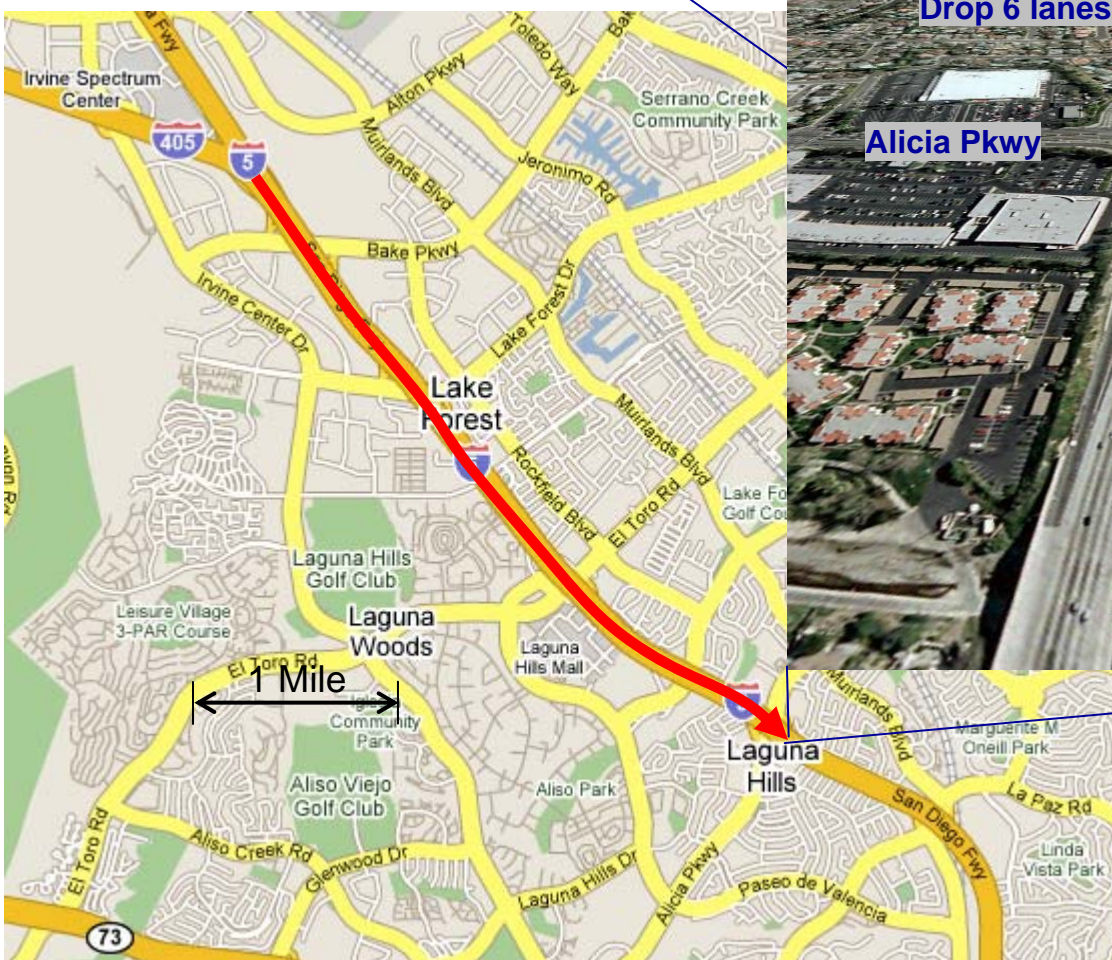 Drop 6 lanes
Alicia Pkwy
Irvine Spectrum
Center
405
5
Alton Pkwy
Toledo Way
Serrano Creek
Community Park
Muirlands Blvd
Jeronimo Rd
Bake Pkwy
Irvine Center Dr
Lake Forest Dr
Lake
Forest
Muirlands Blvd
Rockfield Blvd
El Toro Rd
Laguna Hills
Golf Club
Leisure Village
3-PAR Course
Laguna
Woods
Laguna
Hills Mall
El Toro Rd
1 Mile
Community
Park
Muirlands Blvd
Marguerite M
Oneill Park
Laguna
Hills
Aliso Viejo
Golf Club
Aliso Park
San Diego Fwy
La Paz Rd
El Toro Rd
Aliso Creek Rd
Glenwood Dr
Laguna Hills Dr
Alicia Pkwy
Paseo de Valencia
Linda
Vista Park
73